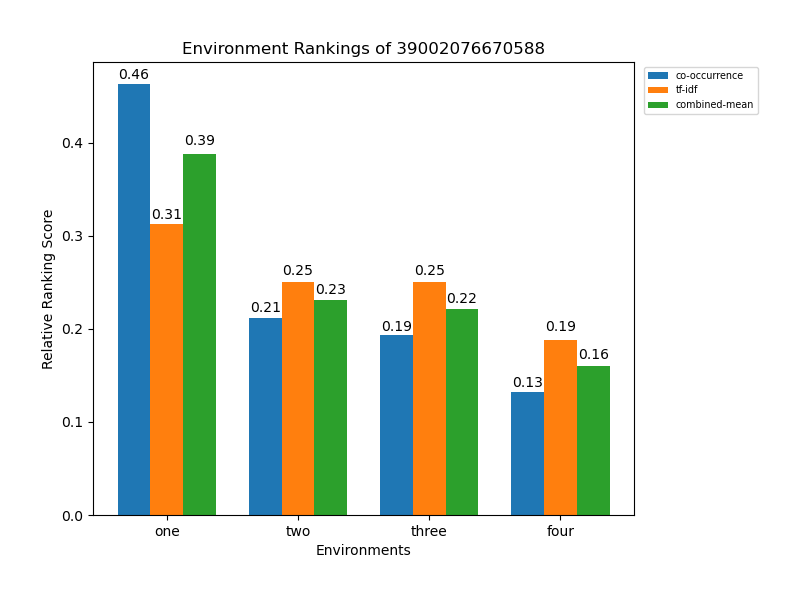 Environment Rankings of 39002076670588
co-occurrence
tf-idf
combined-mean
Relative Ranking Score
0.4
0.3
0.2
0.1
0.0
0.46
0.31
0.39
0.21
0.25
0.23
0.19
0.25
0.22
0.13
0.19
0.16
one two three four
Environments